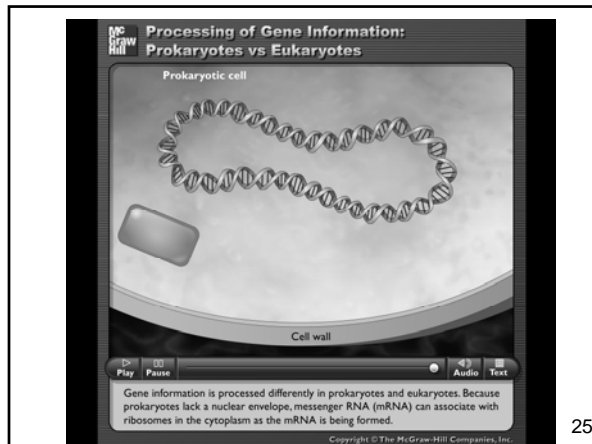 Mc
Graw
Hill
Processing of Gene Information:
Prokaryotes vs Eukaryotes
Prokaryotic cell
Cell wall
Play
Pause
Audio
Text
Gene information is processed differently in prokaryotes and eukaryotes. Because
prokaryotes lack a nuclear envelope, messenger RNA (mRNA) can associate with
ribosomes in the cytoplasm as the mRNA is being formed.
Copyright © The McGraw-Hill Companies, Inc.
25